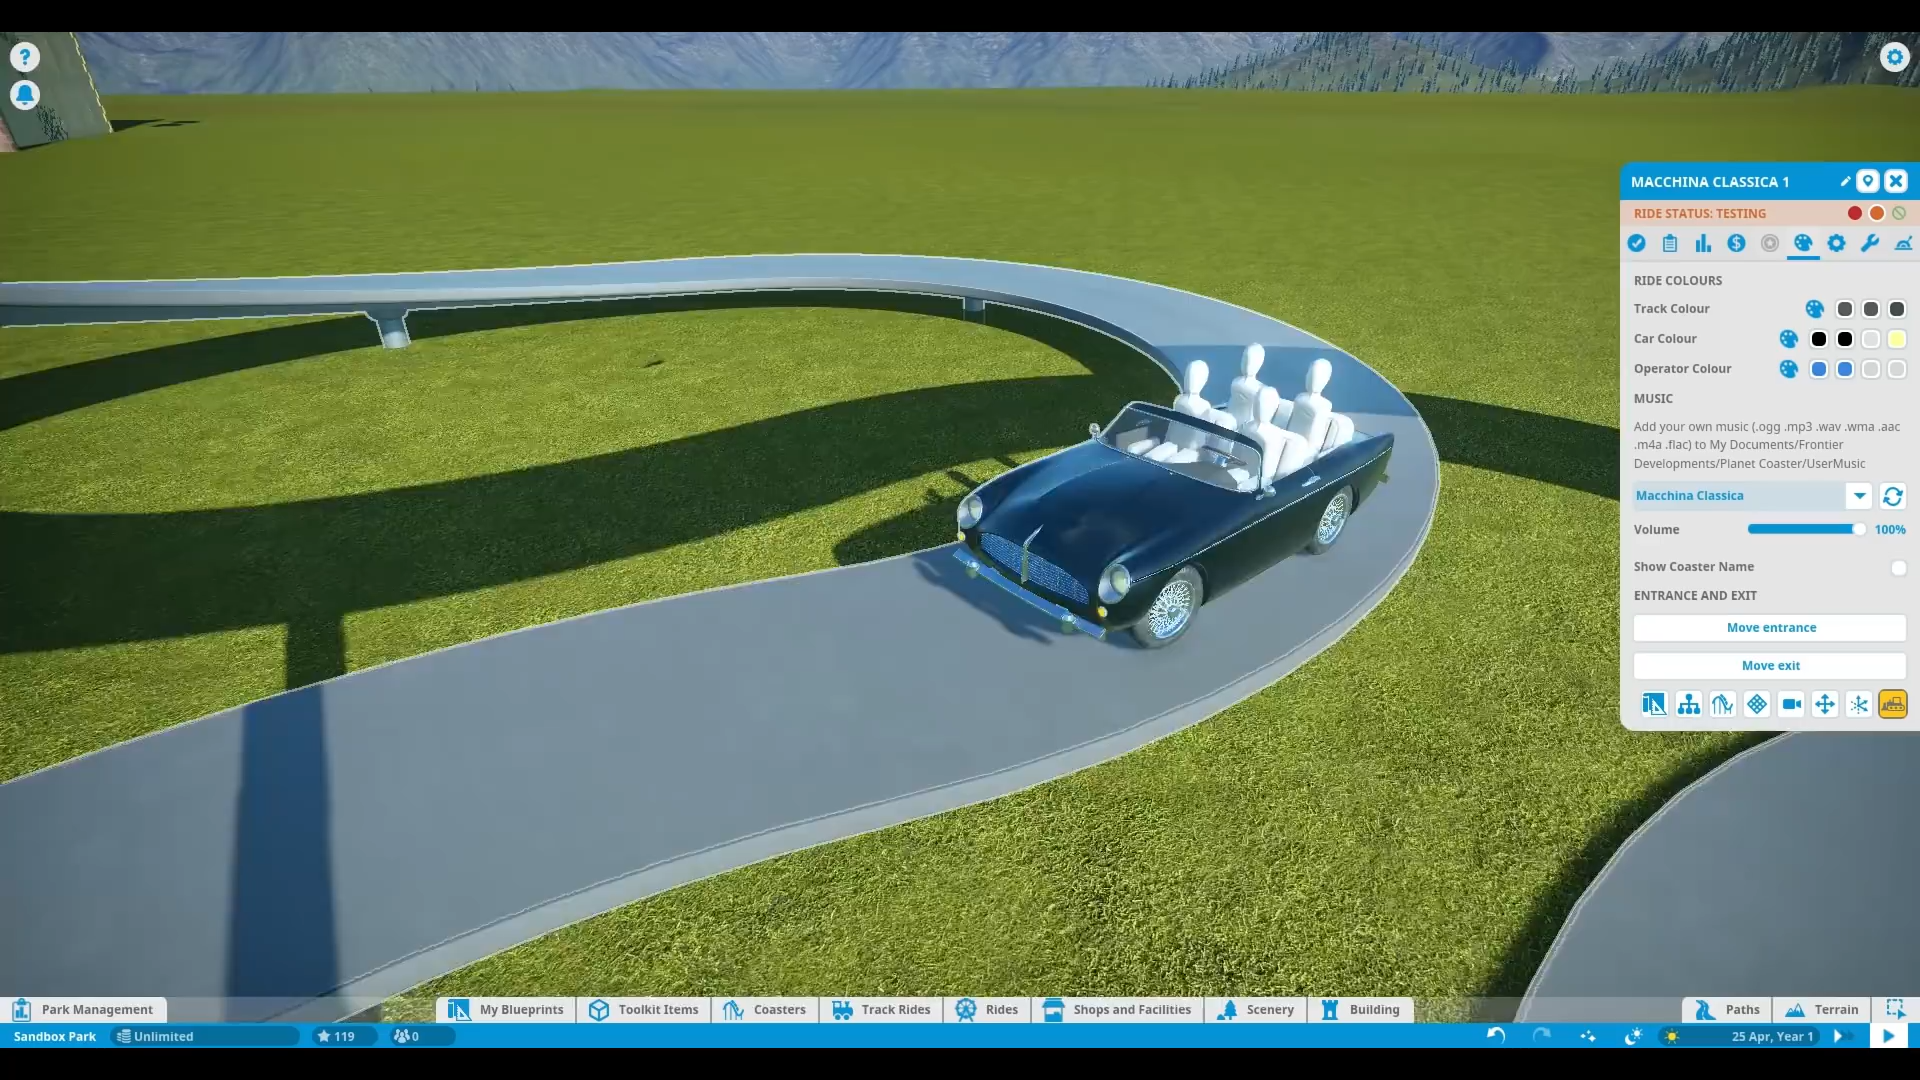 ?
MACCHINA CLASSICA 1
RIDE STATUS: TESTING
RIDE COLOURS
Track Colour
Car Colour
Operator Colour
MUSIC
Add your own music (.ogg .mp3 .wav .wma .aac
.m4a .flac) to My Documents/Frontier
Developments/Planet Coaster/UserMusic
Macchina Classica
Volume 100%
Show Coaster Name
ENTRANCE AND EXIT
Move entrance
Move exit
Park Management My Blueprints Toolkit Items Coasters Track Rides Rides Shops and Facilities Scenery Building Paths Terrain
Sandbox Park Unlimited 119 0 25 Apr, Year 1